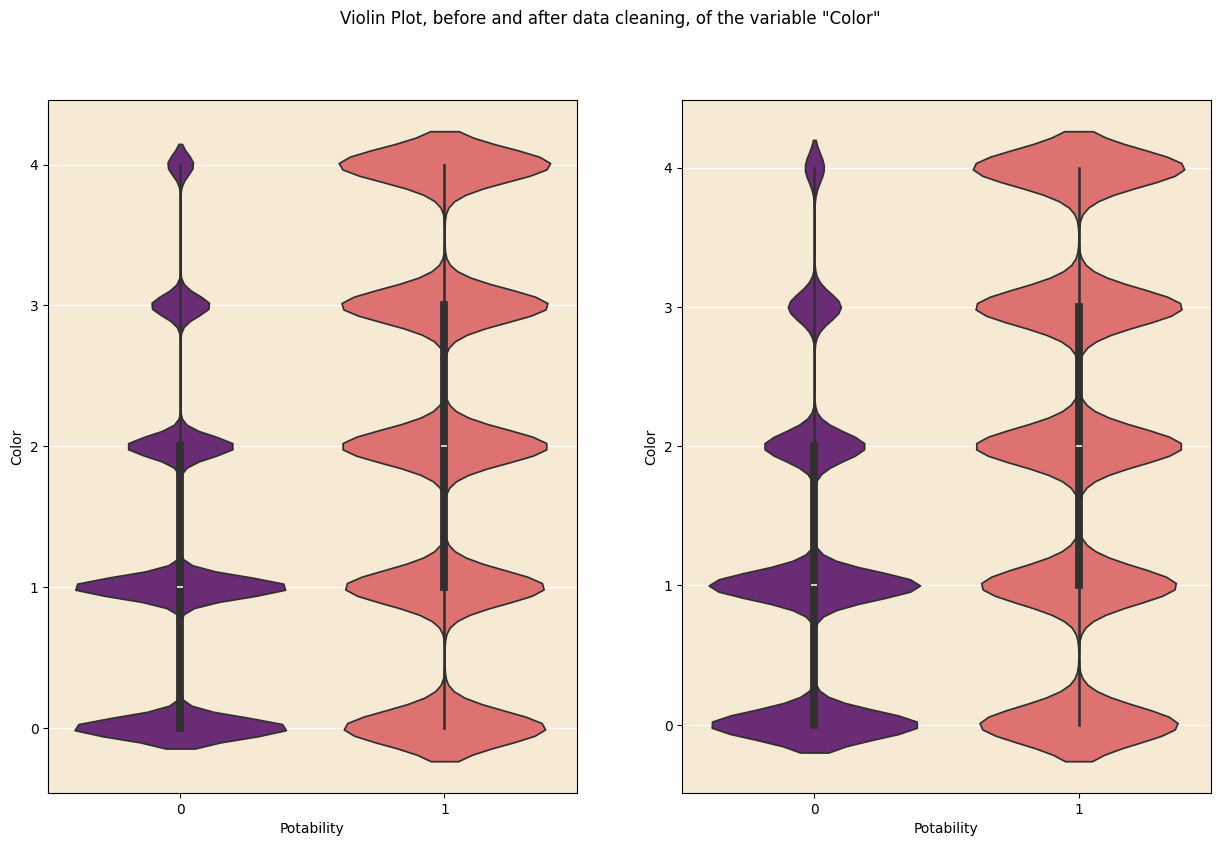 Violin Plot, before and after data cleaning, of the variable "Color"
Color
4
3
2
1
0
0 1
Potability
Color
4
3
2
1
0
0 1
Potability